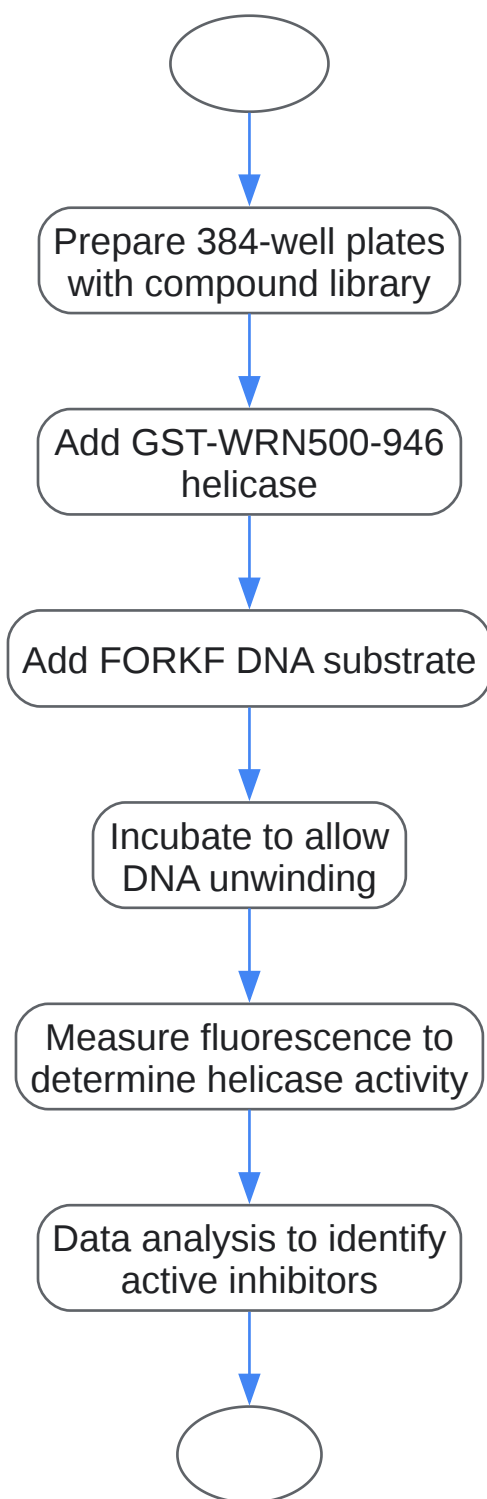 Prepare 384-well plates
with compound library
Add GST-WRN500-946
helicase
Add FORKF DNA substrate
Incubate to allow
DNA unwinding
Measure fluorescence to
determine helicase activity
Data analysis to identify
active inhibitors